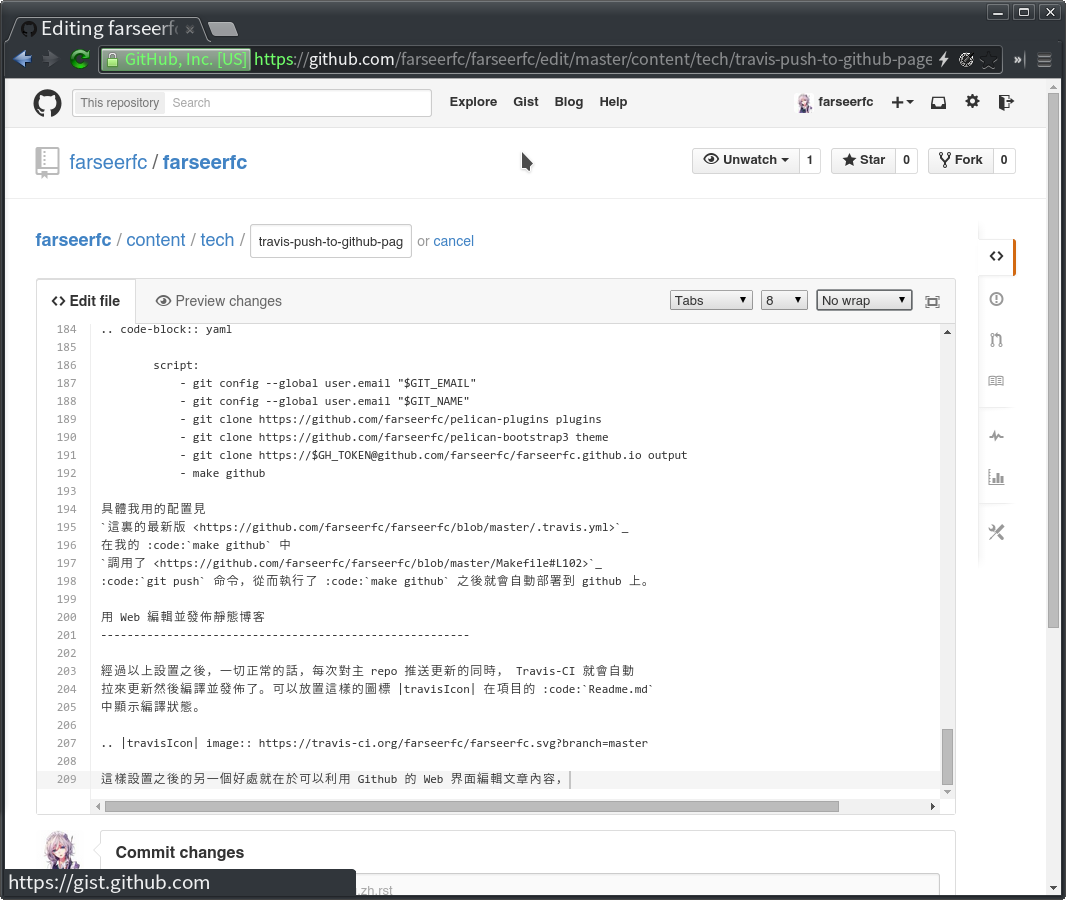 Editing farseerfc
GitHub, Inc. [US] https://github.com/farseerfc/farseerfc/edit/master/content/tech/travis-push-to-github-page
This repository Search Explore Gist Blog Help farseerfc
farseerfc / farseerfc Unwatch 1 Star 0 Fork 0
farseerfc / content / tech / travis-push-to-github-pag or cancel
Edit file Preview changes Tabs 8 No wrap
184 .. code-block:: yaml
185
186 script:
187 - git config --global user.email "$GIT_EMAIL"
188 - git config --global user.email "$GIT_NAME"
189 - git clone https://github.com/farseerfc/pelican-plugins plugins
190 - git clone https://github.com/farseerfc/pelican-bootstrap3 theme
191 - git clone https://$GH_TOKEN@github.com/farseerfc/farseerfc.github.io output
192 - make github
193
194 具體我用的配置見
195 `這裏的最新版 <https://github.com/farseerfc/farseerfc/blob/master/.travis.yml>`_
196 在我的 :code:`make github` 中
197 `調用了 <https://github.com/farseerfc/farseerfc/blob/master/Makefile#L102>`_
198 :code:`git push` 命令，從而執行了 :code:`make github` 之後就會自動部署到 github 上。
199
200 用 Web 編輯並發佈靜態博客
201 --------------------------------------------------------
202
203 經過以上設置之後，一切正常的話，每次對主 repo 推送更新的同時， Travis-CI 就會自動
204 拉來更新然後編譯並發佈了。可以放置這樣的圖標 |travisIcon| 在項目的 :code:`Readme.md`
205 中顯示編譯狀態。
206
207 .. |travisIcon| image:: https://travis-ci.org/farseerfc/farseerfc.svg?branch=master
208
209 這樣設置之後的另一個好處就在於可以利用 Github 的 Web 界面編輯文章內容，
Commit changes
https://gist.github.com
.zh.rst